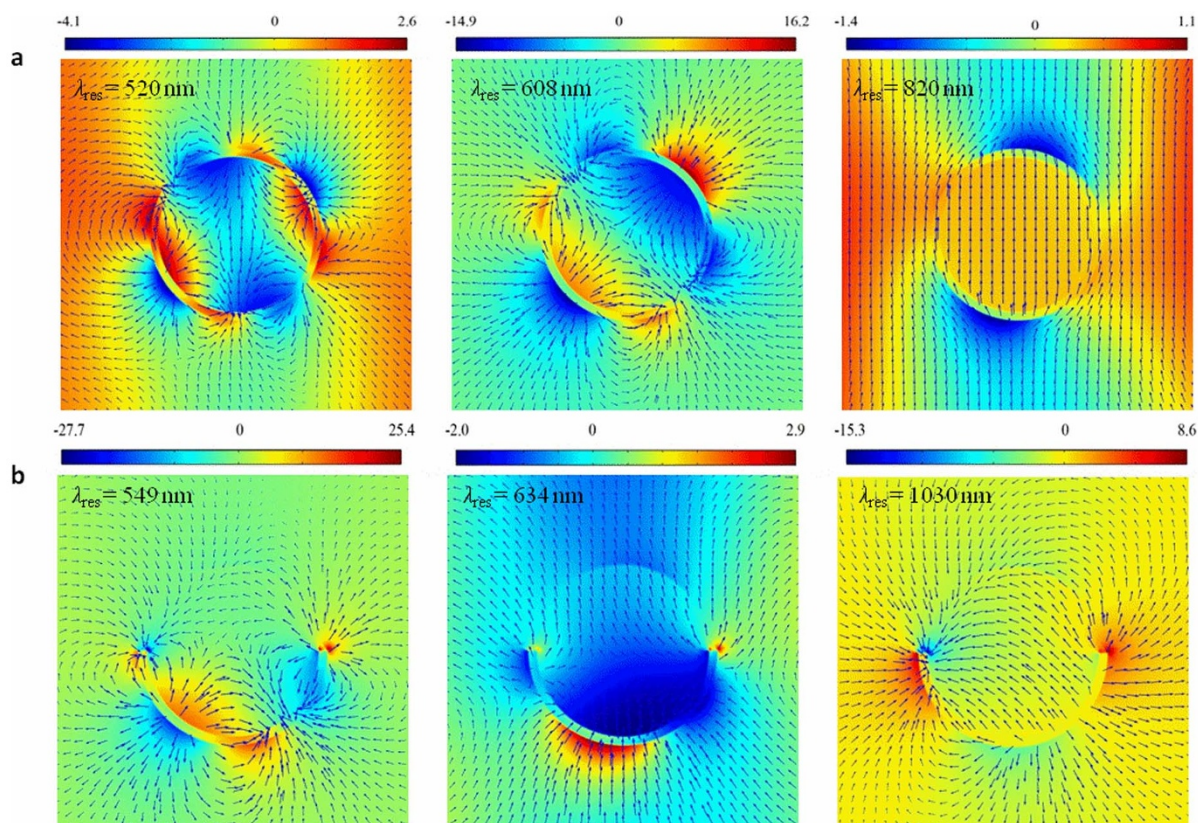 -4.1 0 2.6
-14.9 0 16.2
-1.4 0 1.1
a
λres = 520 nm
λres = 608 nm
λres = 820 nm
-27.7 0 25.4
-2.0 0 2.9
-15.3 0 8.6
b
λres = 549 nm
λres = 634 nm
λres = 1030 nm